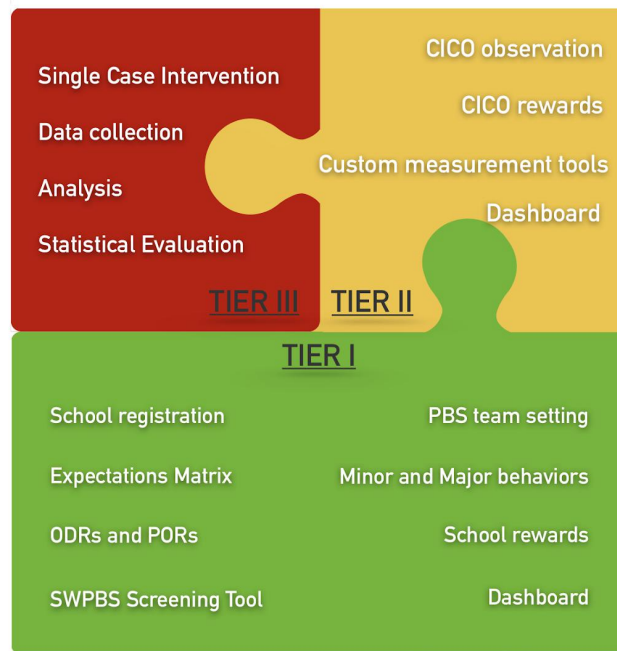 Single Case Intervention
Data collection
Analysis
Statistical Evaluation
TIER III
CICO observation
CICO rewards
Custom measurement tools
Dashboard
TIER II
TIER I
School registration
Expectations Matrix
ODRs and PORs
SWPBS Screening Tool
PBS team setting
Minor and Major behaviors
School rewards
Dashboard